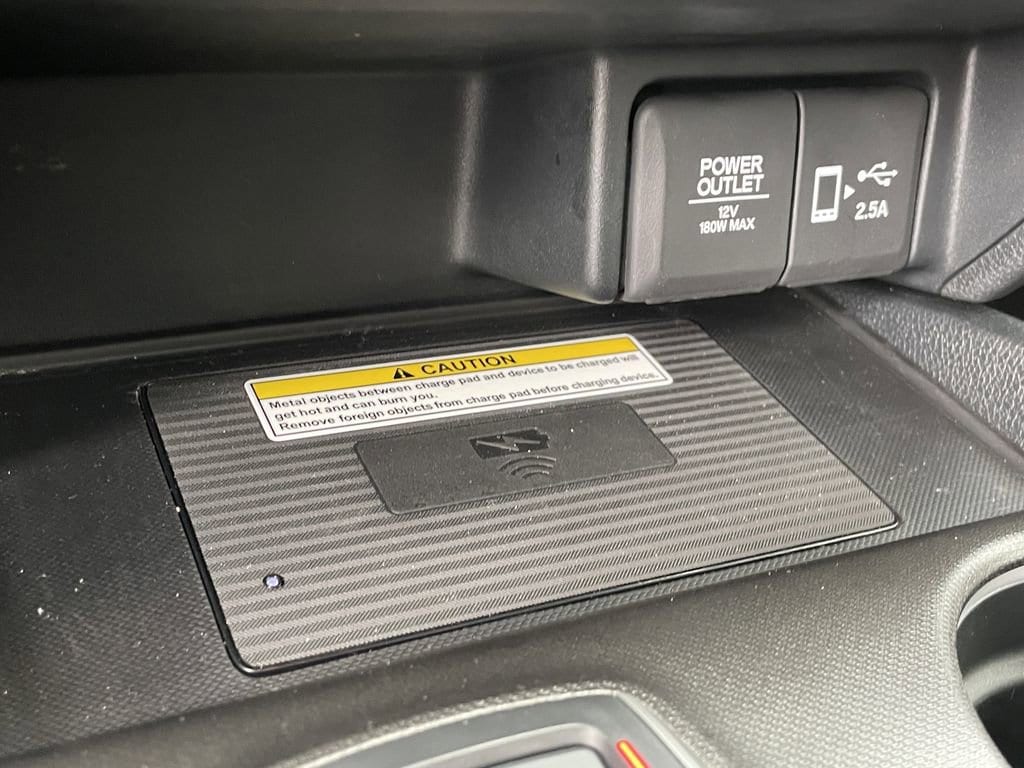 POWER
OUTLET
12V
180W MAX
2.5A
CAUTION
Metal objects between charge pad and device to be charged will
get hot and can burn you.
Remove foreign objects from charge pad before charging device.